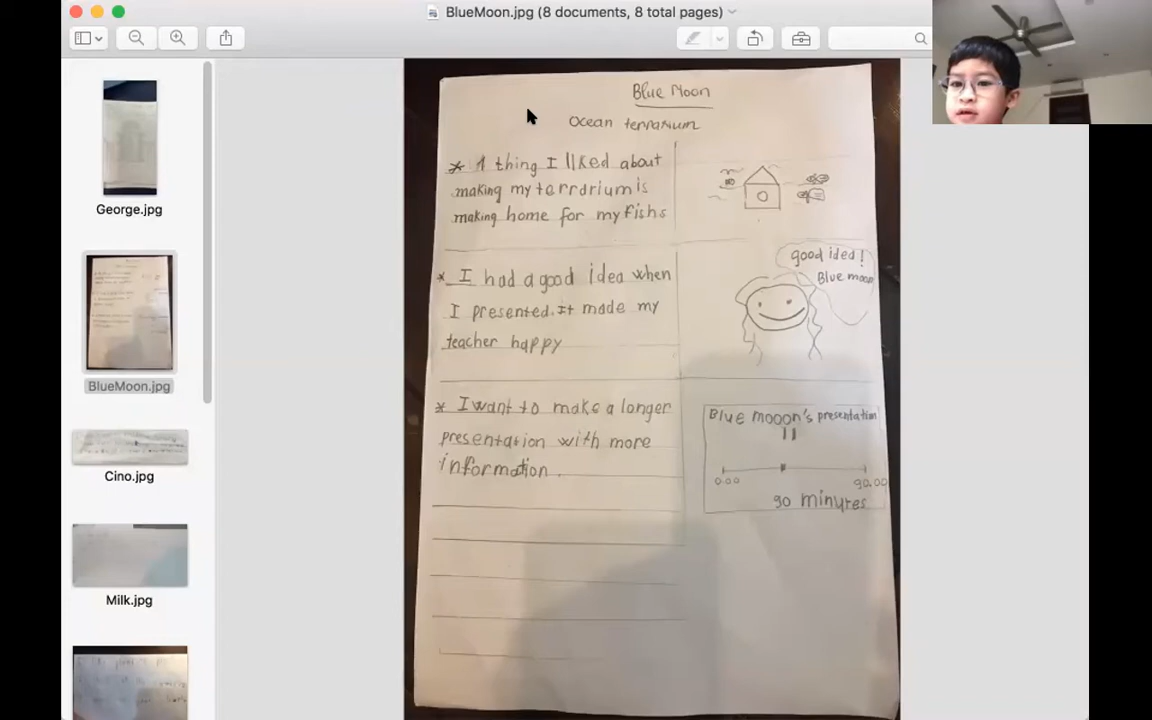 BlueMoon.jpg (8 documents, 8 total pages)
George.jpg
BlueMoon.jpg
Cino.jpg
Milk.jpg
Blue Moon
Ocean terrarium
* A thing I liked about
making my terrarium is
making home for my fishs
* I had a good idea when
I presented. It made my
teacher happy
* I want to make a longer
presentation with more
information.
good idea!
Blue moon
Blue mooon's presentation
0.00
90.00
90 minyres